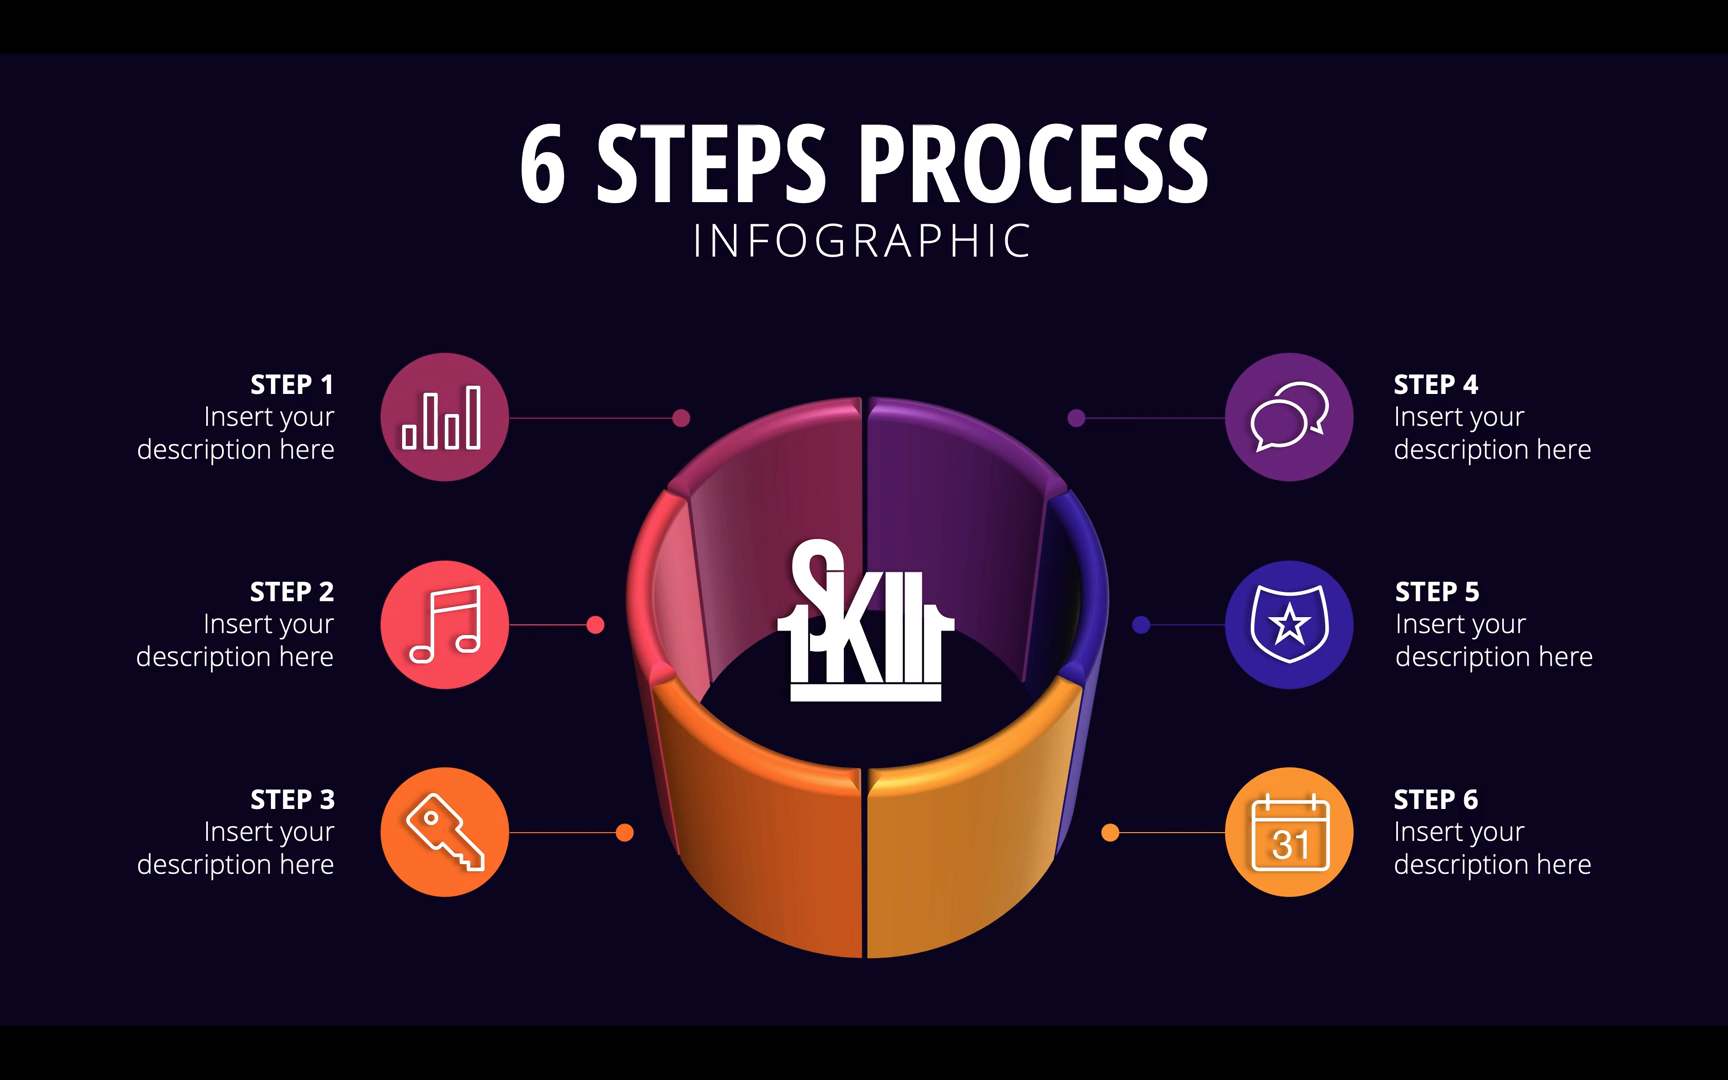 6 STEPS PROCESS
INFOGRAPHIC
STEP 1
Insert your
description here
STEP 2
Insert your
description here
STEP 3
Insert your
description here
STEP 4
Insert your
description here
STEP 5
Insert your
description here
STEP 6
Insert your
description here
31